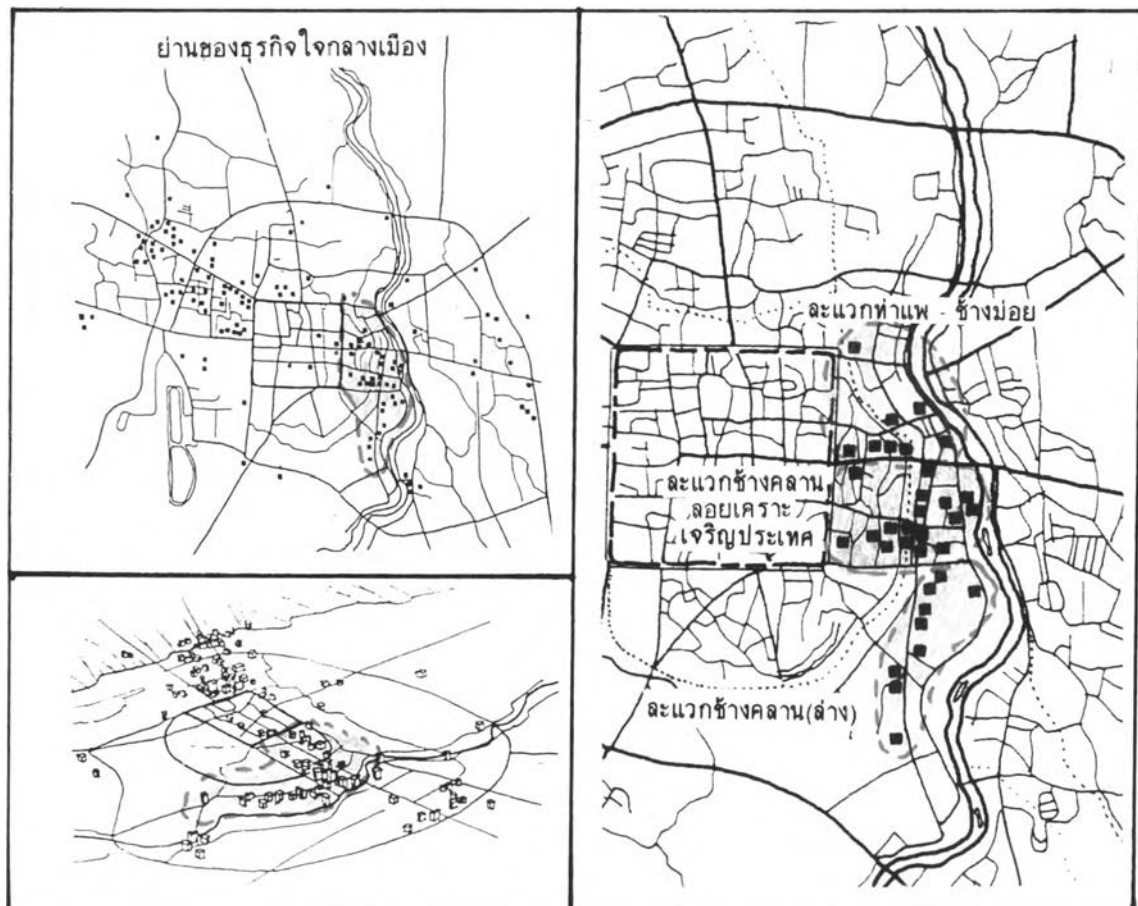 ย่านของธุรกิจใจกลางเมือง
ละแวกท่าแพ - ช้างม่อย
ละแวกช้างคลาน
ลอยเคราะ
เจริญประเทศ
ละแวกช้างคลาน(ล่าง)